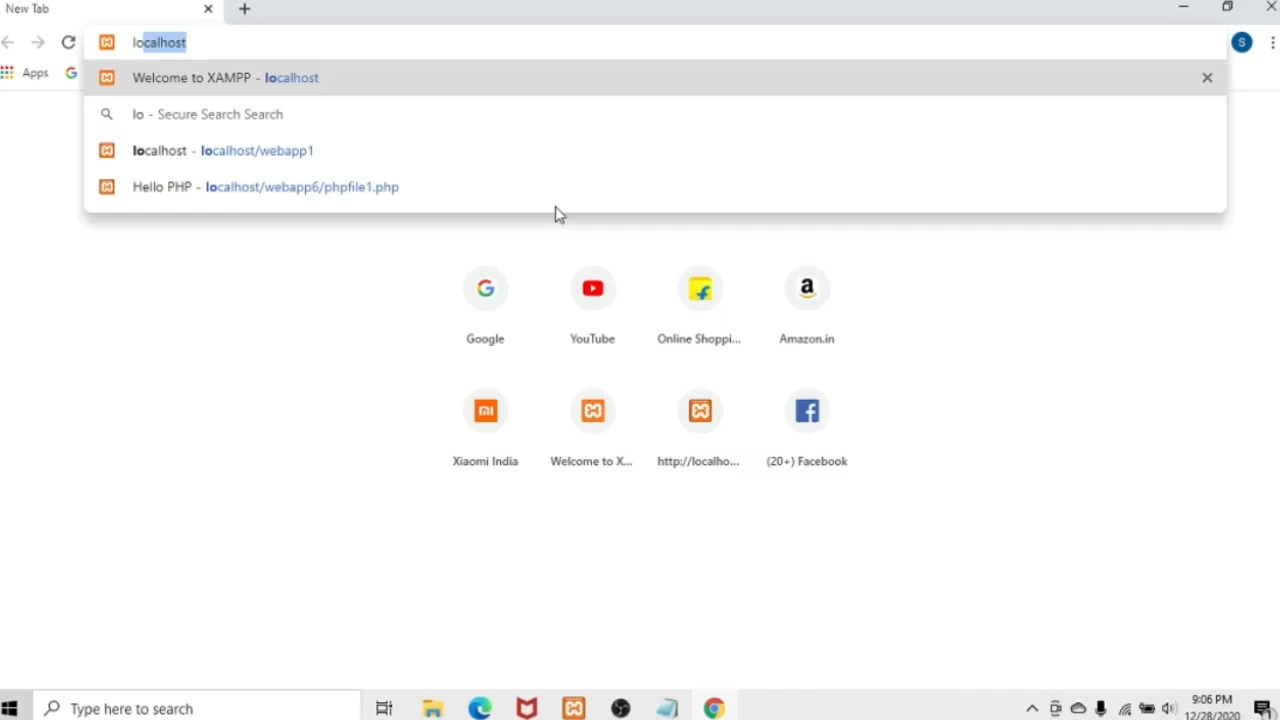 New Tab
localhost
Apps
S
Welcome to XAMPP - localhost
lo - Secure Search Search
localhost - localhost/webapp1
Hello PHP - localhost/webapp6/phpfile1.php
Google
YouTube
Online Shoppi...
Amazon.in
Xiaomi India
Welcome to X...
http://localho...
(20+) Facebook
Type here to search
9:06 PM
12/28/2020